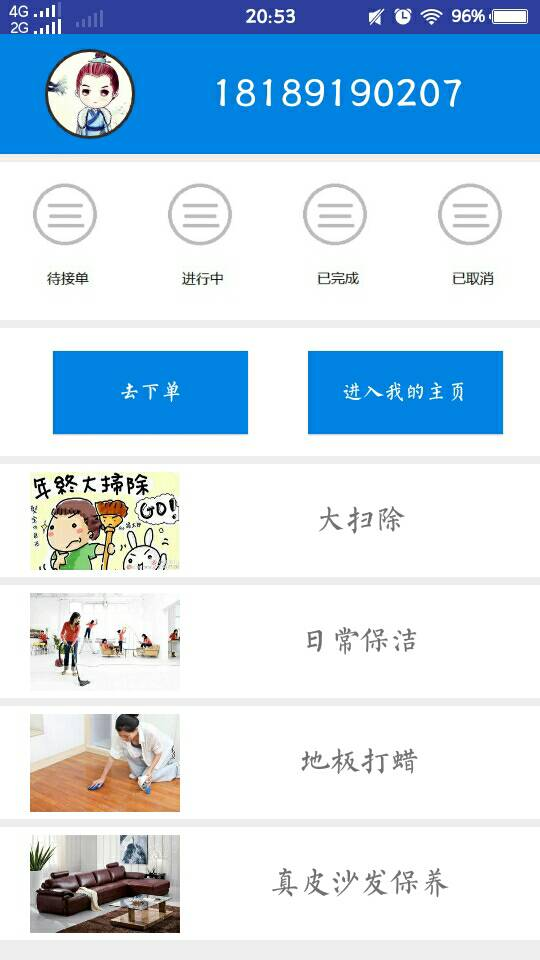 4G
2G
20:53
96%
18189190207
待接单
进行中
已完成
已取消
去下单
进入我的主页
年終大掃除
GO!
大扫除
日常保洁
地板打蜡
真皮沙发保养